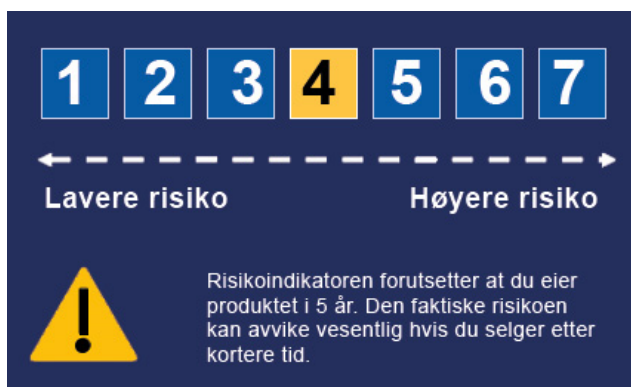 1 2 3 4 5 6 7
Lavere risiko Høyere risiko
Risikoindikatoren forutsetter at du eier
produktet i 5 år. Den faktiske risikoen
kan avvike vesentlig hvis du selger etter
kortere tid.